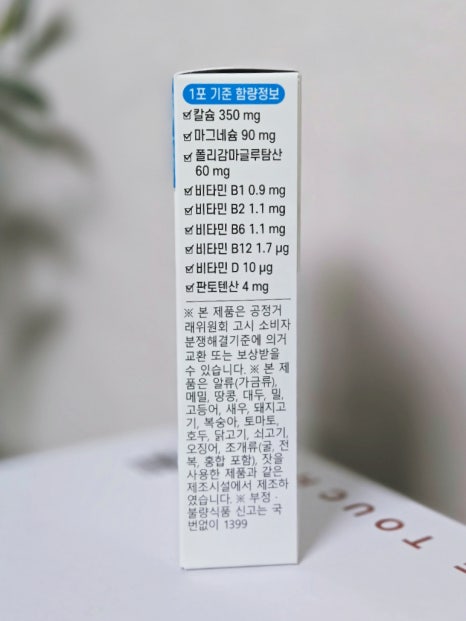 1포 기준 함량정보
칼슘 350 mg
마그네슘 90 mg
폴리감마글루탐산
60 mg
비타민 B1 0.9 mg
비타민 B2 1.1 mg
비타민 B6 1.1 mg
비타민 B12 1.7 μg
비타민 D 10 μg
판토텐산 4 mg
※ 본 제품은 공정거
래위원회 고시 소비자
분쟁해결기준에 의거
교환 또는 보상받을
수 있습니다. ※ 본 제
품은 알류(가금류),
메밀, 땅콩, 대두, 밀,
고등어, 새우, 돼지고
기, 복숭아, 토마토,
호두, 닭고기, 쇠고기,
오징어, 조개류(굴, 전
복, 홍합 포함), 잣을
사용한 제품과 같은
제조시설에서 제조하
였습니다. ※ 부정 ·
불량식품 신고는 국
번없이 1399
E TOUC